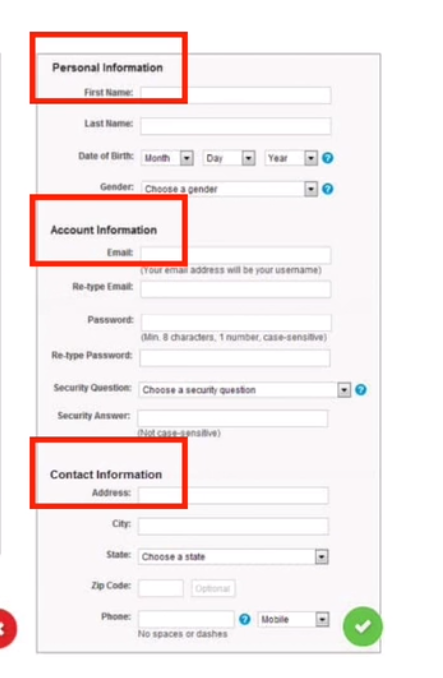 Personal Information
First Name:
Last Name:
Date of Birth: Month Day Year ?
Gender: Choose a gender ?
Account Information
Email:
(Your email address will be your username)
Re-type Email:
Password:
(Min. 8 characters, 1 number, case-sensitive)
Re-type Password:
Security Question: Choose a security question ?
Security Answer:
(Not case-sensitive)
Contact Information
Address:
City:
State: Choose a state
Zip Code: Optional
Phone: ? Mobile
No spaces or dashes